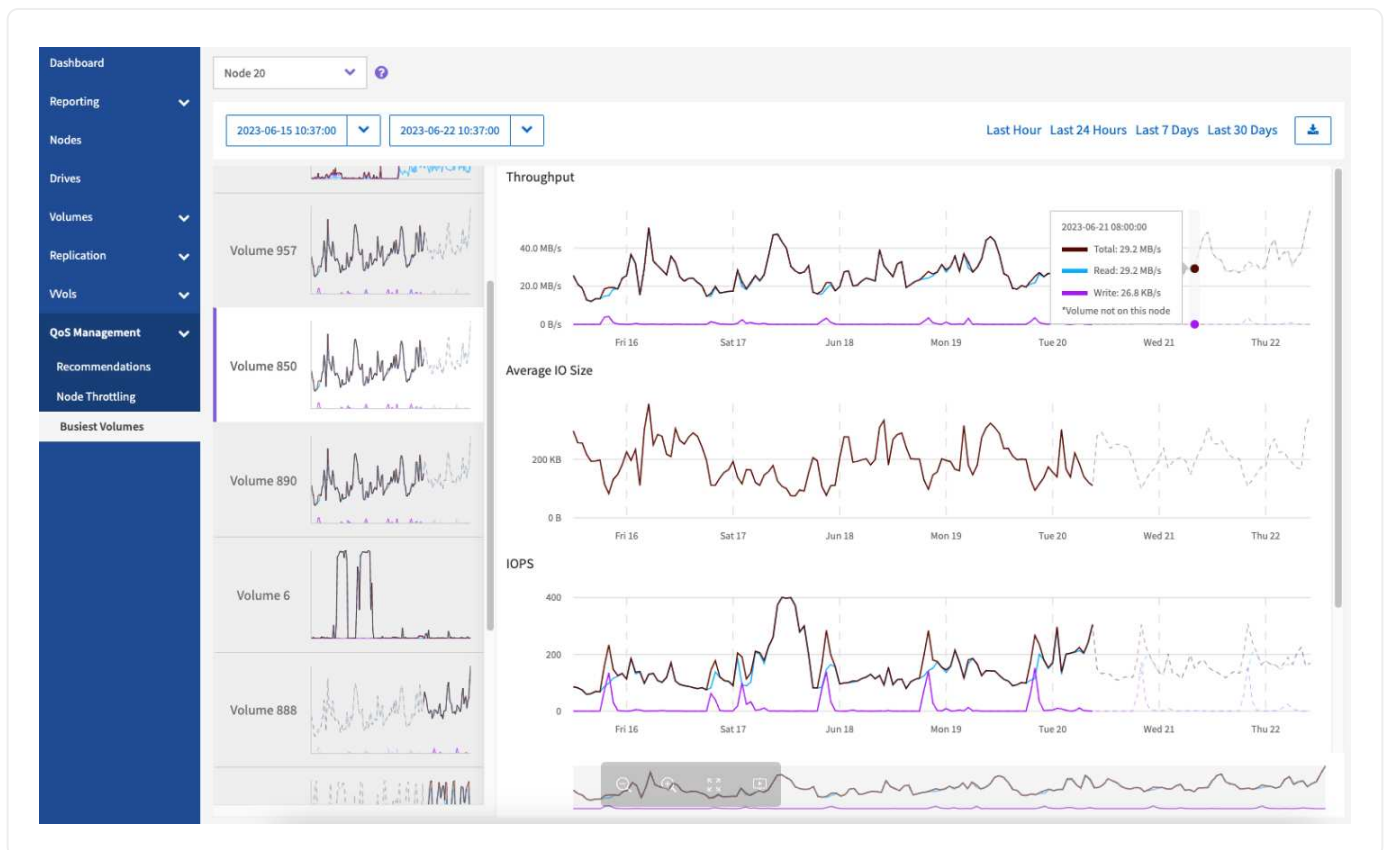 Dashboard
Reporting
Nodes
Drives
Volumes
Replication
VVols
QoS Management
Recommendations
Node Throttling
Busiest Volumes
Node 20
?
2023-06-15 10:37:00
2023-06-22 10:37:00
Last Hour Last 24 Hours Last 7 Days Last 30 Days
Volume 957
Volume 850
Volume 890
Volume 6
Volume 888
Throughput
40.0 MB/s
20.0 MB/s
0 B/s
2023-06-21 08:00:00
Total: 29.2 MB/s
Read: 29.2 MB/s
Write: 26.8 KB/s
*Volume not on this node
Fri 16 Sat 17 Jun 18 Mon 19 Tue 20 Wed 21 Thu 22
Average IO Size
200 KB
0 B
Fri 16 Sat 17 Jun 18 Mon 19 Tue 20 Wed 21 Thu 22
IOPS
400
200
0
Fri 16 Sat 17 Jun 18 Mon 19 Tue 20 Wed 21 Thu 22